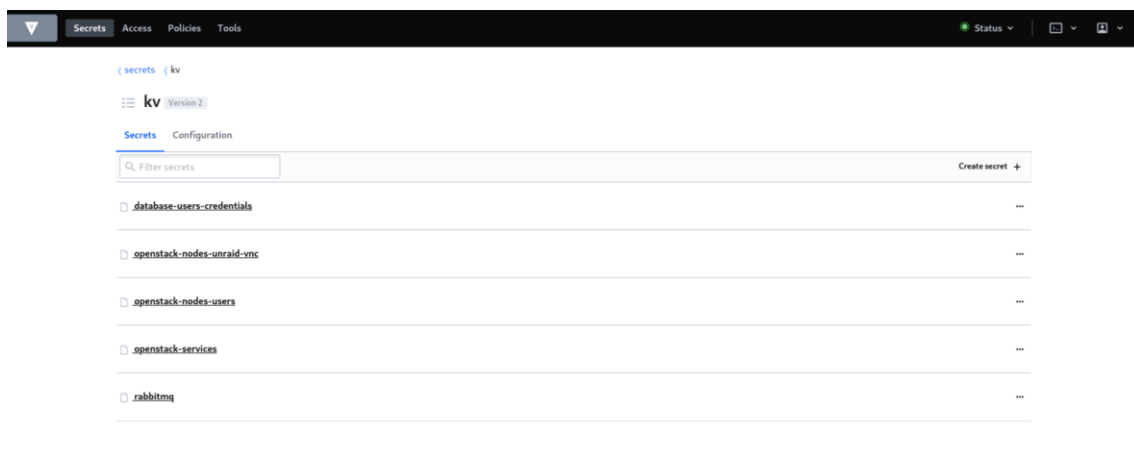 Secrets Access Policies Tools Status
secrets kv
kv Version 2
Secrets Configuration
Filter secrets Create secret +
database-users-credentials
openstack-nodes-unraid-vnc
openstack-nodes-users
openstack-services
rabbitmq